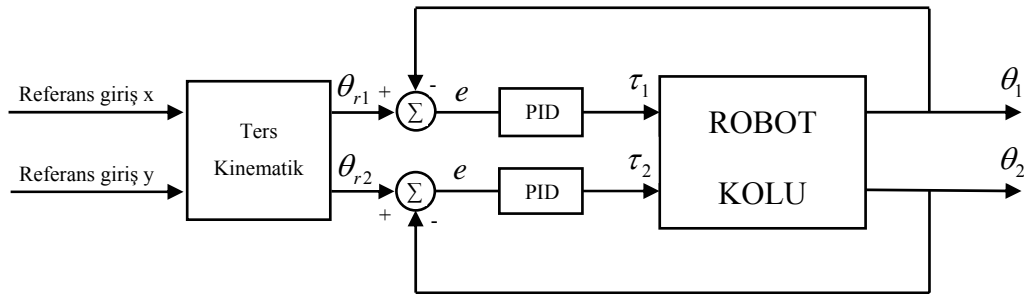 Referans giriş x
Referans giriş y
Ters
Kinematik
θr1
θr2
+
-
Σ
e
PID
τ1
Σ
+
-
e
PID
τ2
ROBOT
KOLU
θ1
θ2